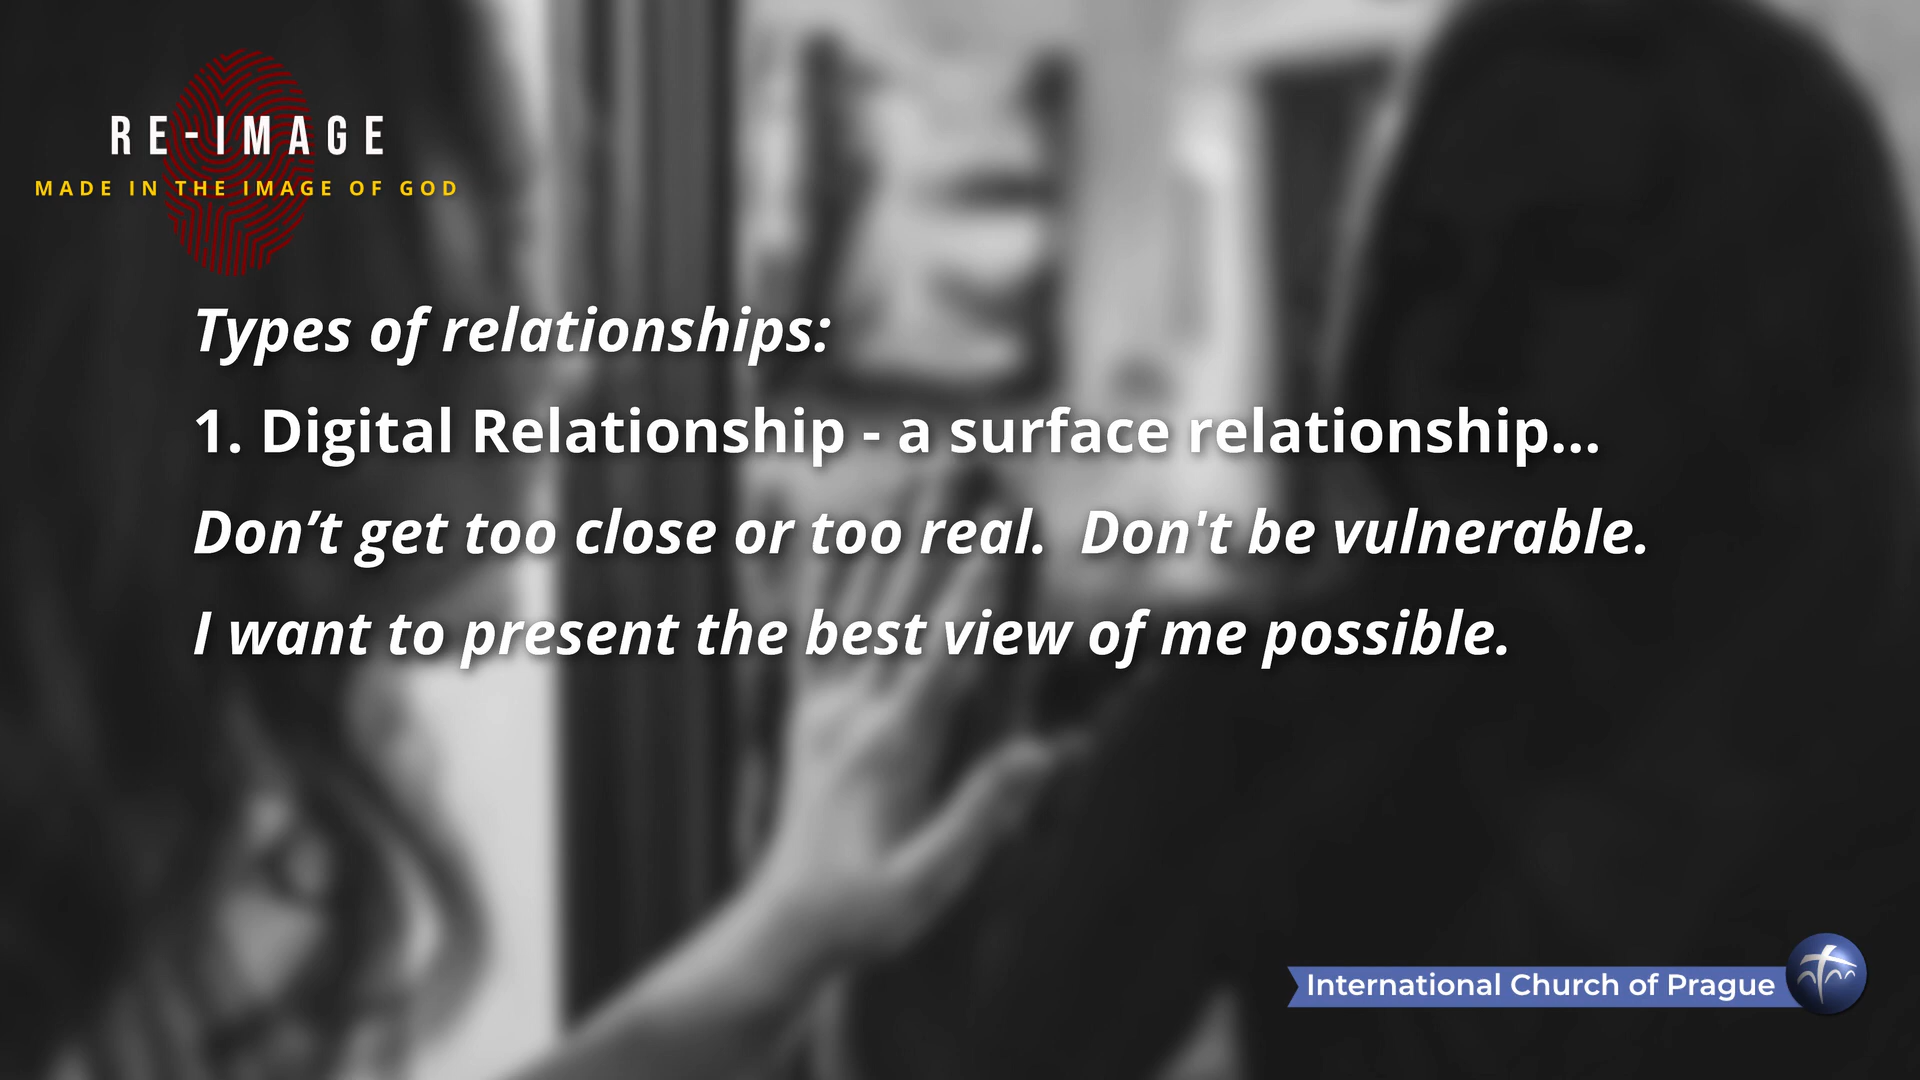 RE-IMAGE
MADE IN THE IMAGE OF GOD
Types of relationships:
1. Digital Relationship - a surface relationship...
Don’t get too close or too real.  Don't be vulnerable.
I want to present the best view of me possible.
International Church of Prague